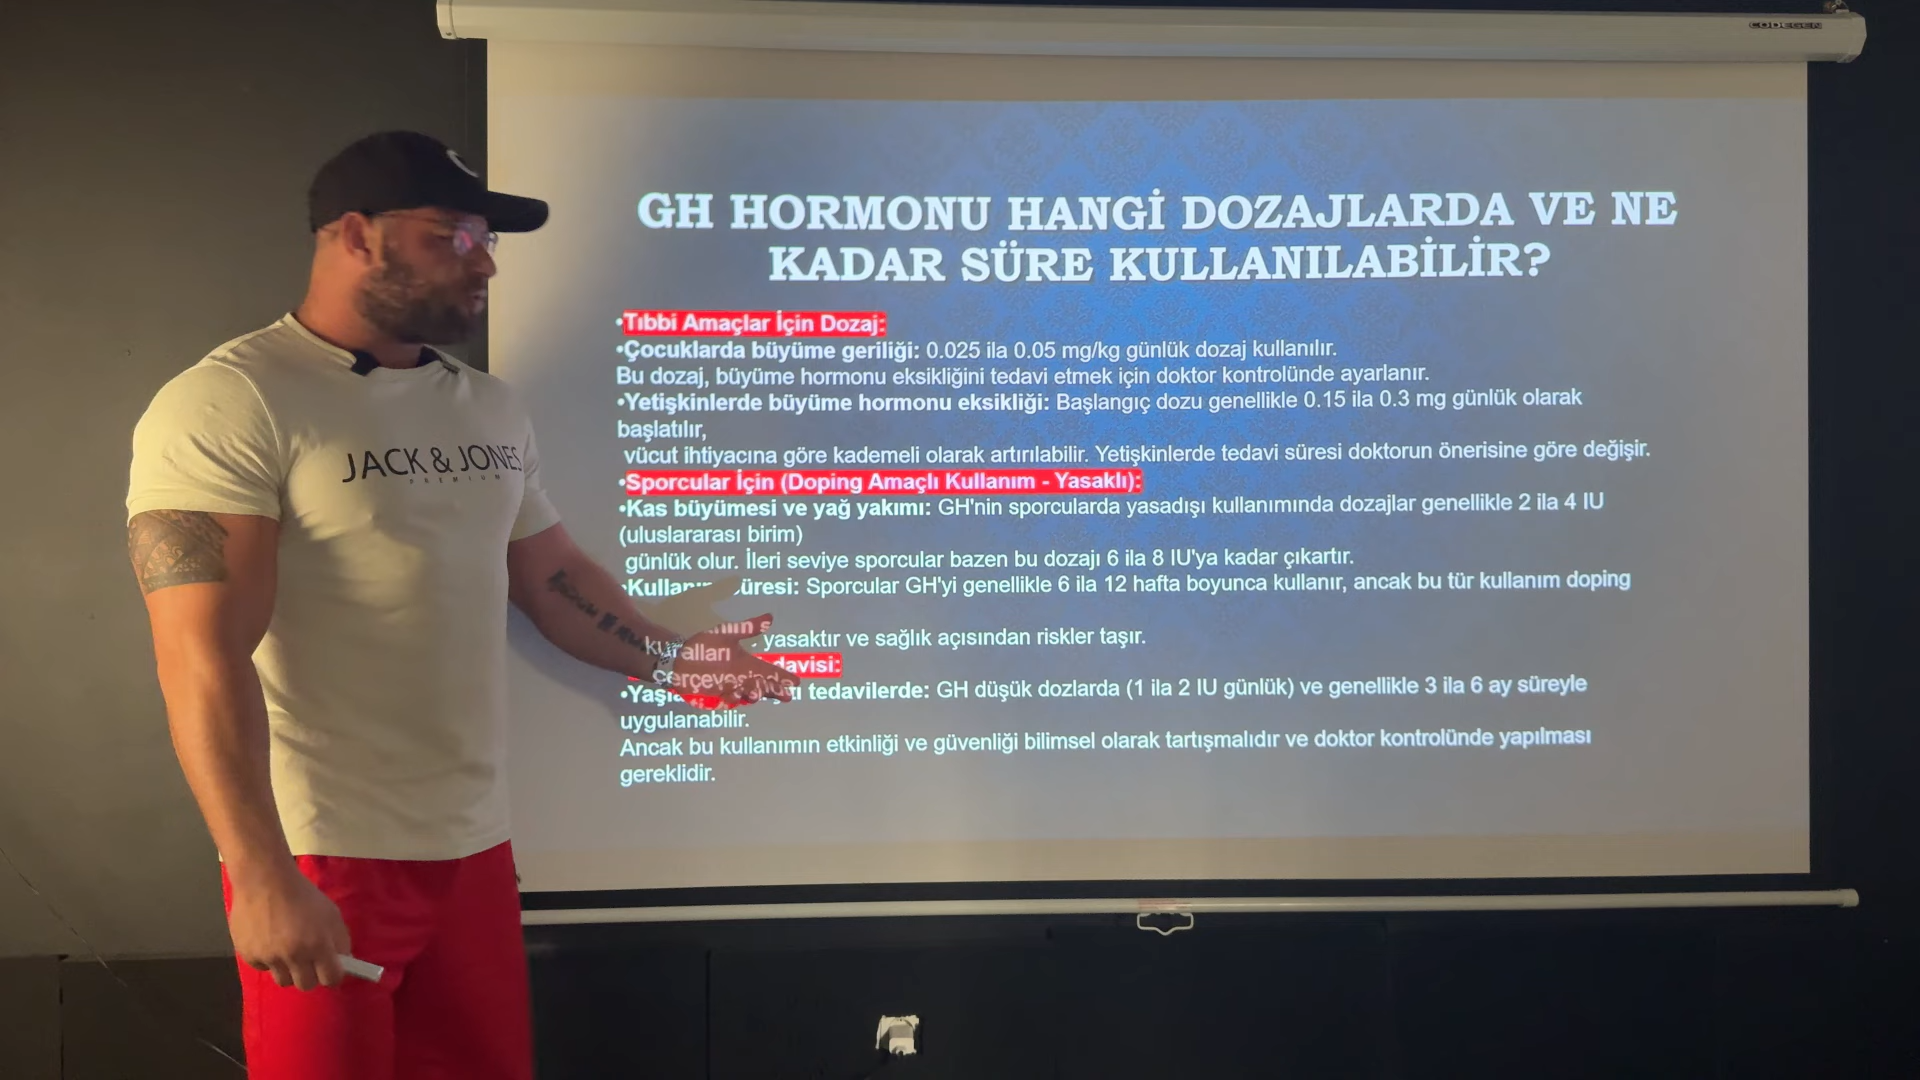 CODEGEN
GH HORMONU HANGİ DOZAJLARDA VE NE
KADAR SÜRE KULLANILABİLİR?
•Tıbbi Amaçlar İçin Dozaj:
•Çocuklarda büyüme geriliği: 0.025 ila 0.05 mg/kg günlük dozaj kullanılır.
Bu dozaj, büyüme hormonu eksikliğini tedavi etmek için doktor kontrolünde ayarlanır.
•Yetişkinlerde büyüme hormonu eksikliği: Başlangıç dozu genellikle 0.15 ila 0.3 mg günlük olarak
başlatılır,
vücut ihtiyacına göre kademeli olarak artırılabilir. Yetişkinlerde tedavi süresi doktorun önerisine göre değişir.
•Sporcular İçin (Doping Amaçlı Kullanım - Yasaklı):
•Kas büyümesi ve yağ yakımı: GH'nin sporcularda yasadışı kullanımında dozajlar genellikle 2 ila 4 IU
(uluslararası birim)
günlük olur. İleri seviye sporcular bazen bu dozajı 6 ila 8 IU'ya kadar çıkartır.
süresi: Sporcular GH'yi genellikle 6 ila 12 hafta boyunca kullanır, ancak bu tür kullanım doping
kuralları
çerçevesinde yasaktır ve sağlık açısından riskler taşır.
tedavilerde: GH düşük dozlarda (1 ila 2 IU günlük) ve genellikle 3 ila 6 ay süreyle
uygulanabilir.
Ancak bu kullanımın etkinliği ve güvenliği bilimsel olarak tartışmalıdır ve doktor kontrolünde yapılması
gereklidir.
JACK & JONES
PREMIUM